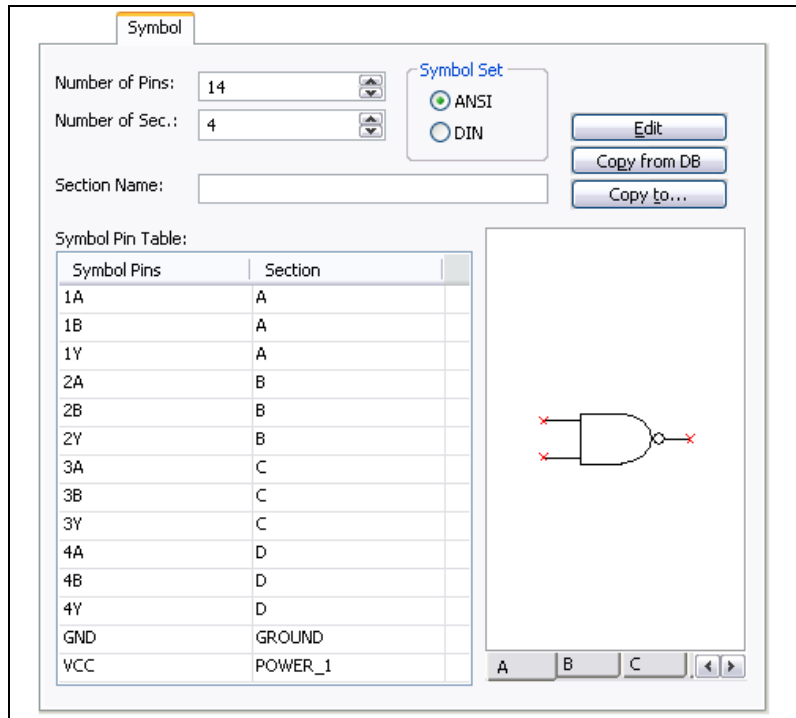 Symbol
Number of Pins: 14
Number of Sec.: 4
Symbol Set
ANSI
DIN
Edit
Copy from DB
Copy to...
Section Name:
Symbol Pin Table:
Symbol Pins Section
1A A
1B A
1Y A
2A B
2B B
2Y B
3A C
3B C
3Y C
4A D
4B D
4Y D
GND GROUND
VCC POWER_1
A B C